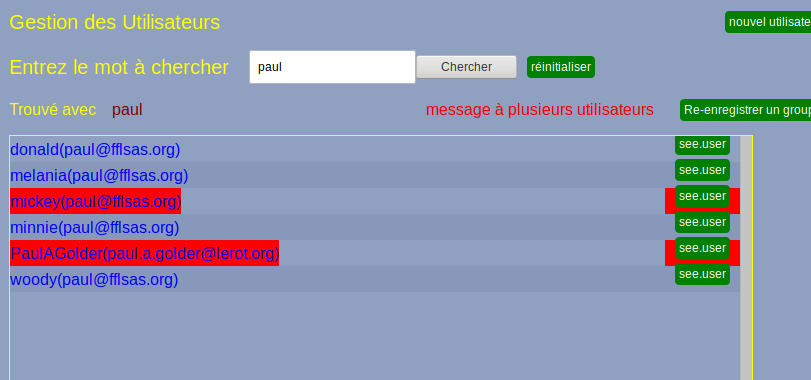 Gestion des Utilisateurs nouvel utilisate
Entrez le mot à chercher paul Chercher réinitialiser
Trouvé avec paul message à plusieurs utilisateurs Re-enregistrer un group
donald(paul@fflsas.org) see.user
melania(paul@fflsas.org) see.user
mickey(paul@fflsas.org) see.user
minnie(paul@fflsas.org) see.user
PaulAGolder(paul.a.golder@lerot.org) see.user
woody(paul@fflsas.org) see.user